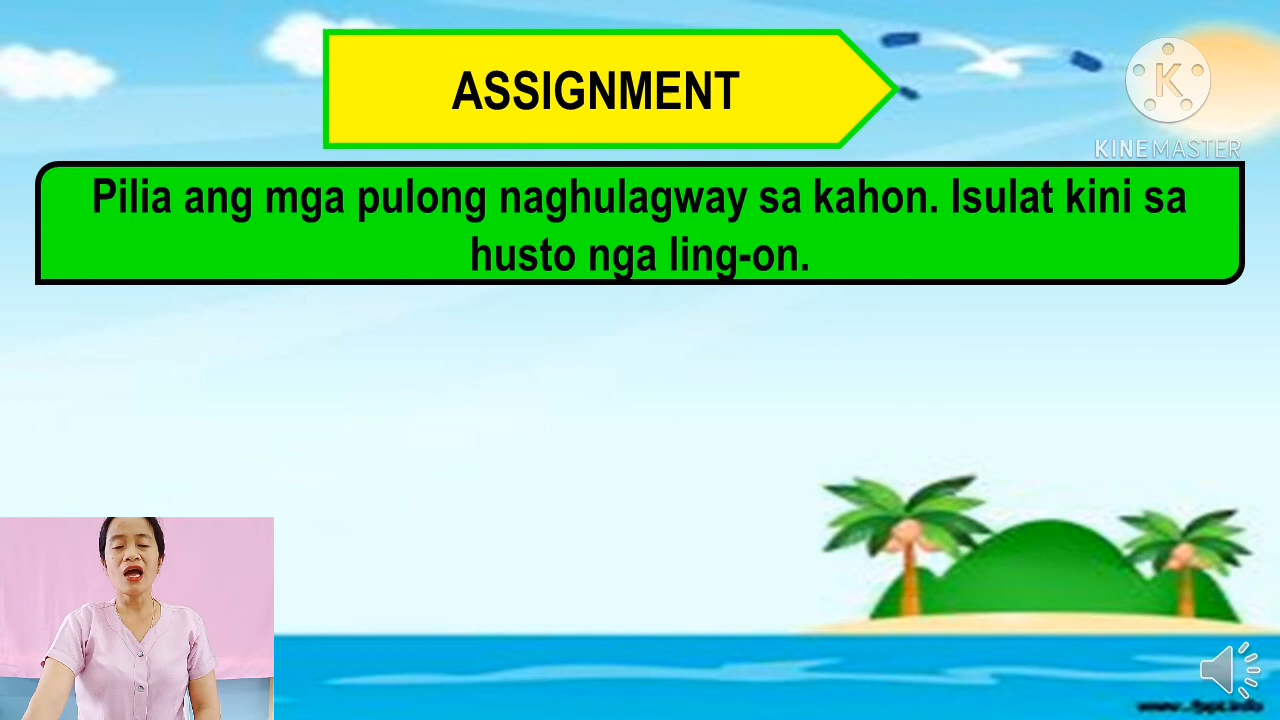 ASSIGNMENT
K
KINEMASTER
Pilia ang mga pulong naghulagway sa kahon. Isulat kini sa
husto nga ling-on.